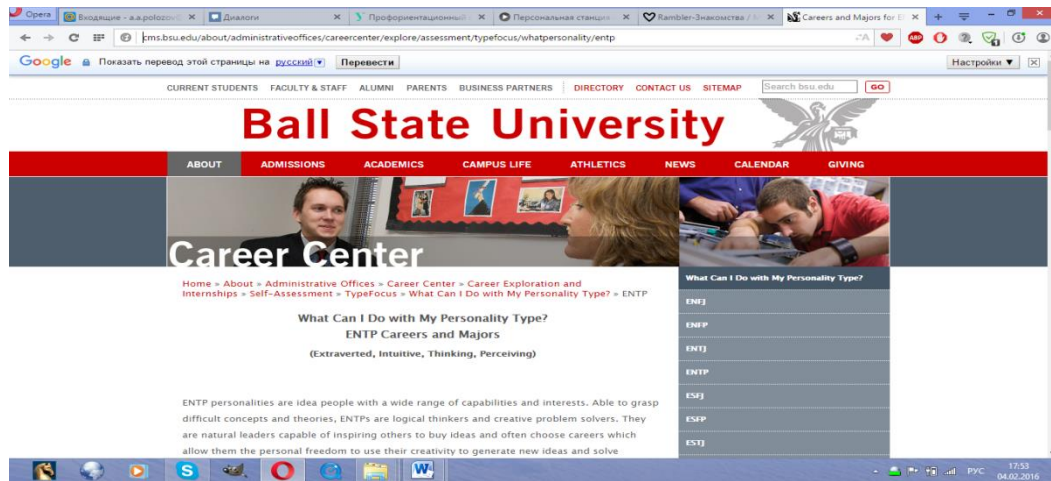 Opera
Входящие - a.a.polozov
Диалоги
Профориентационный
Персональная станция
Rambler-Знакомства /
Careers and Majors for E
cms.bsu.edu/about/administrativeoffices/careercenter/explore/assessment/typefocus/whatpersonality/entp
Google Показать перевод этой страницы на русский Перевести Настройки
CURRENT STUDENTS FACULTY & STAFF ALUMNI PARENTS BUSINESS PARTNERS DIRECTORY CONTACT US SITEMAP Search bsu.edu GO
Ball State University
ABOUT ADMISSIONS ACADEMICS CAMPUS LIFE ATHLETICS NEWS CALENDAR GIVING
Career Center
Home » About » Administrative Offices » Career Center » Career Exploration and
Internships » Self-Assessment » TypeFocus » What Can I Do with My Personality Type? » ENTP
What Can I Do with My Personality Type?
ENTP Careers and Majors
(Extraverted, Intuitive, Thinking, Perceiving)
ENTP personalities are idea people with a wide range of capabilities and interests. Able to grasp
difficult concepts and theories, ENTPs are logical thinkers and creative problem solvers. They
are natural leaders capable of inspiring others to buy ideas and often choose careers which
allow them the personal freedom to use their creativity to generate new ideas and solve
What Can I Do with My Personality Type?
ENFJ
ENFP
ENTJ
ENTP
ESFJ
ESFP
ESTJ
РУС
17:53
04.02.2016